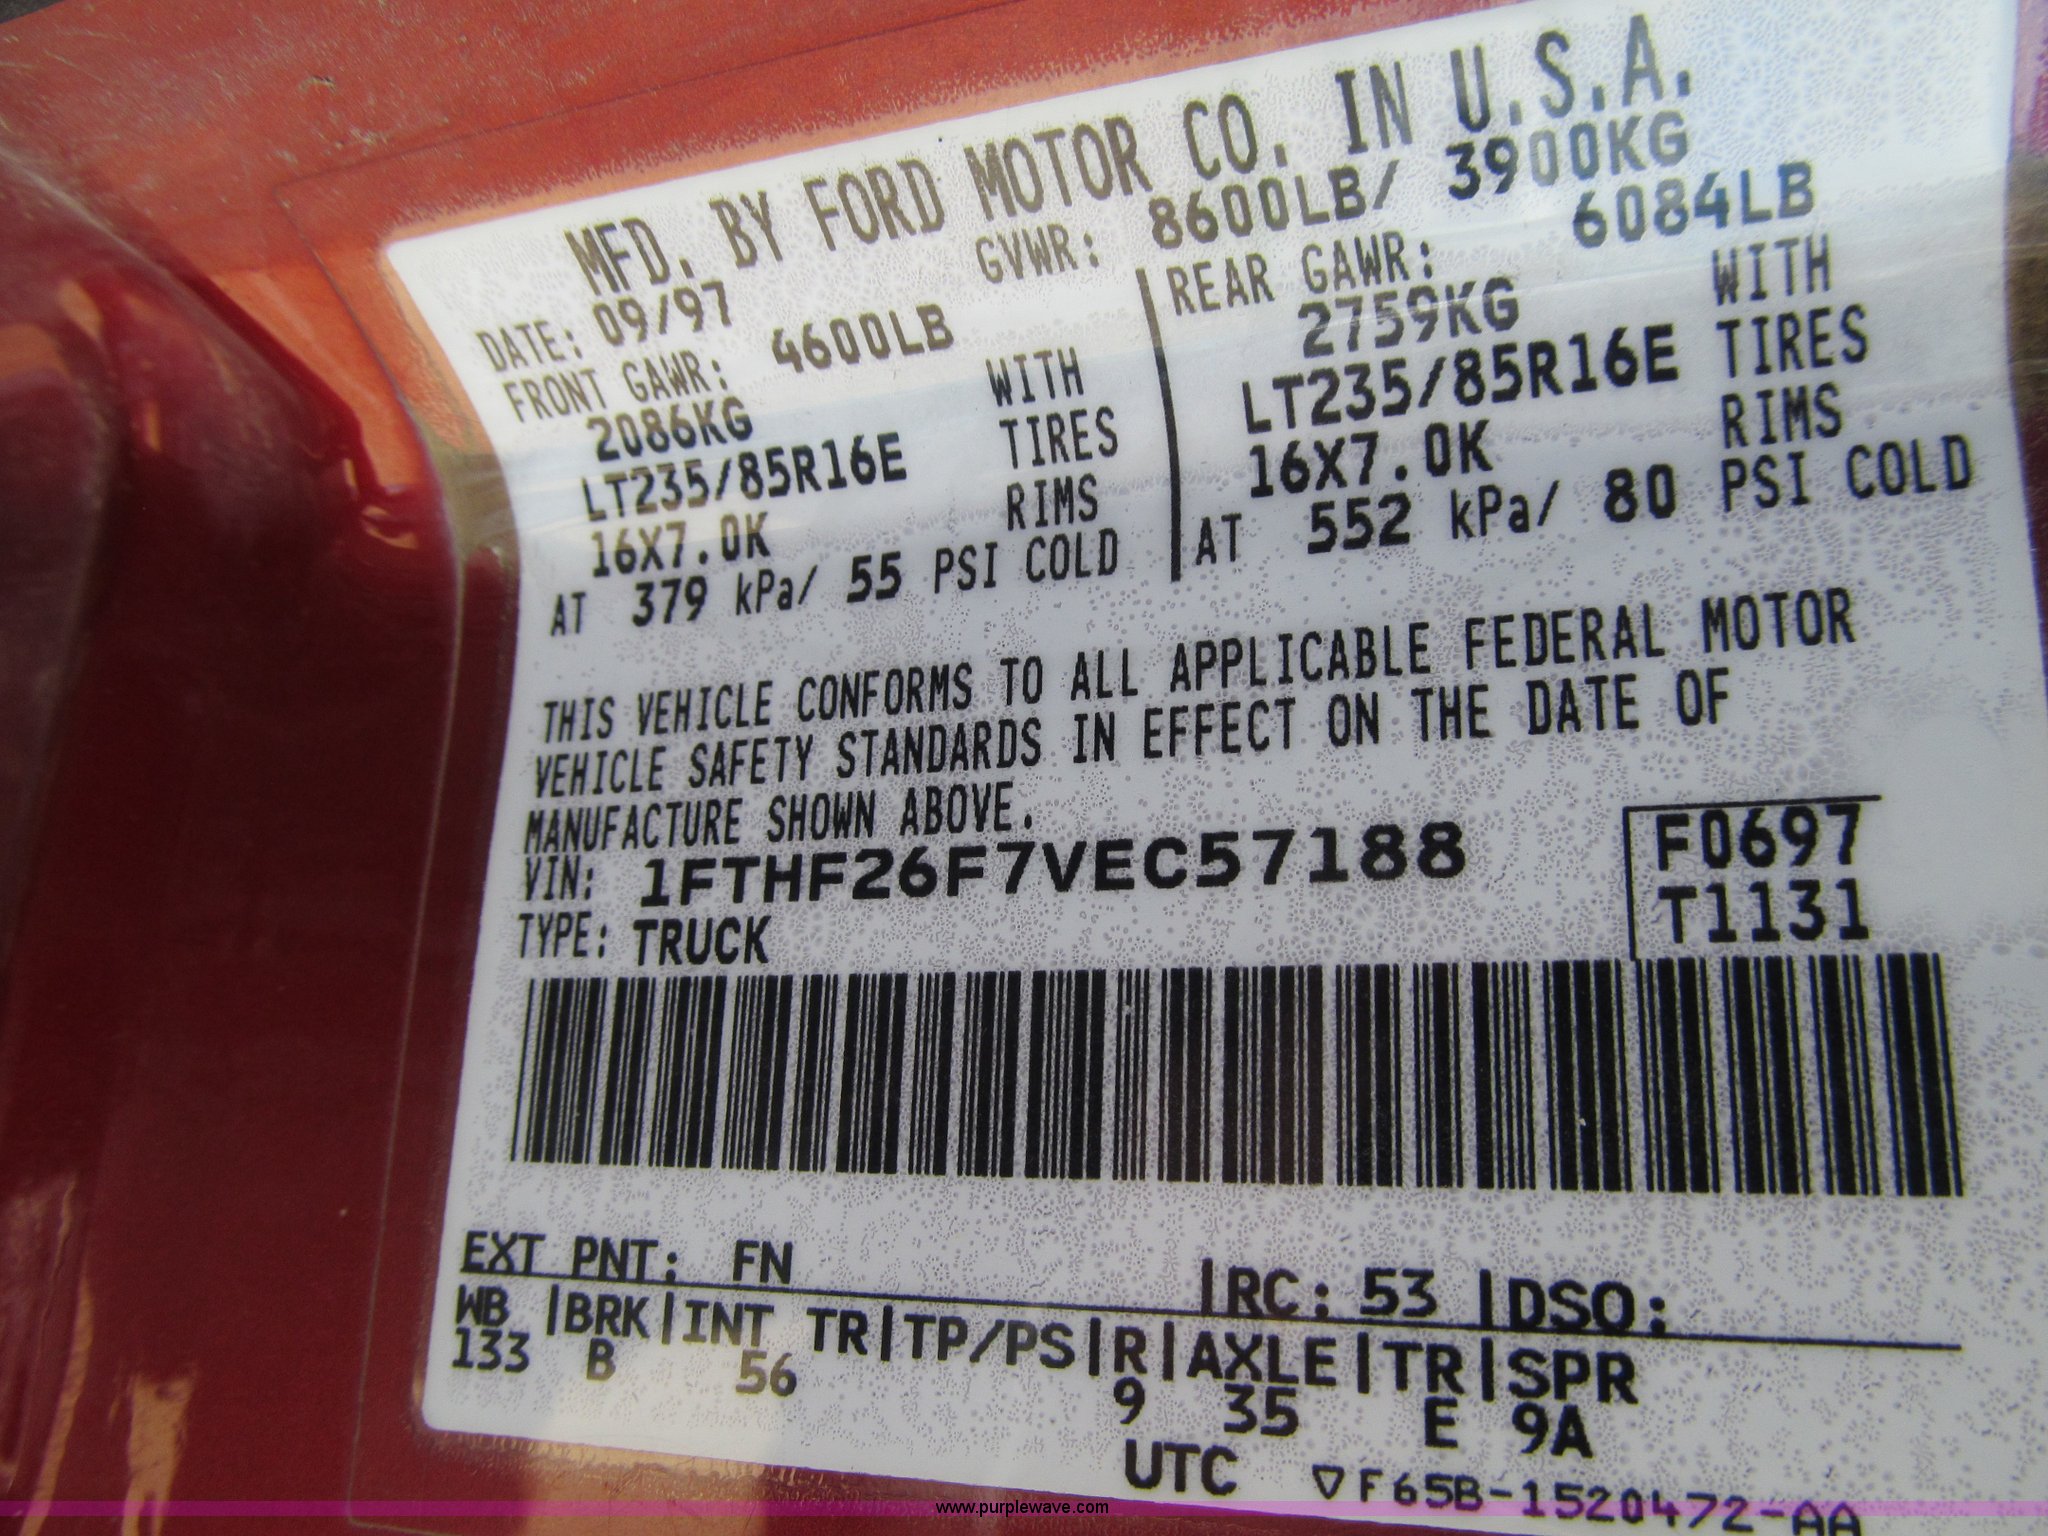 MFD. BY FORD MOTOR CO. IN U.S.A.
DATE: 09/97 GVWR: 8600LB/ 3900KG
FRONT GAWR: 4600LB
2086KG WITH
LT235/85R16E TIRES
16X7.0K RIMS
AT 379 kPa/ 55 PSI COLD
REAR GAWR: 6084LB
2759KG WITH
LT235/85R16E TIRES
16X7.0K RIMS
AT 552 kPa/ 80 PSI COLD
THIS VEHICLE CONFORMS TO ALL APPLICABLE FEDERAL MOTOR
VEHICLE SAFETY STANDARDS IN EFFECT ON THE DATE OF
MANUFACTURE SHOWN ABOVE.
VIN: 1FTHF26F7VEC57188
TYPE: TRUCK
F0697
T1131
EXT PNT: FN |RC: 53 |DSO:
WB |BRK|INT TR|TP/PS|R|AXLE|TR|SPR
133 B 56 9 35 E 9A
UTC ▽F65B-1520472-AA
www.purplewave.com